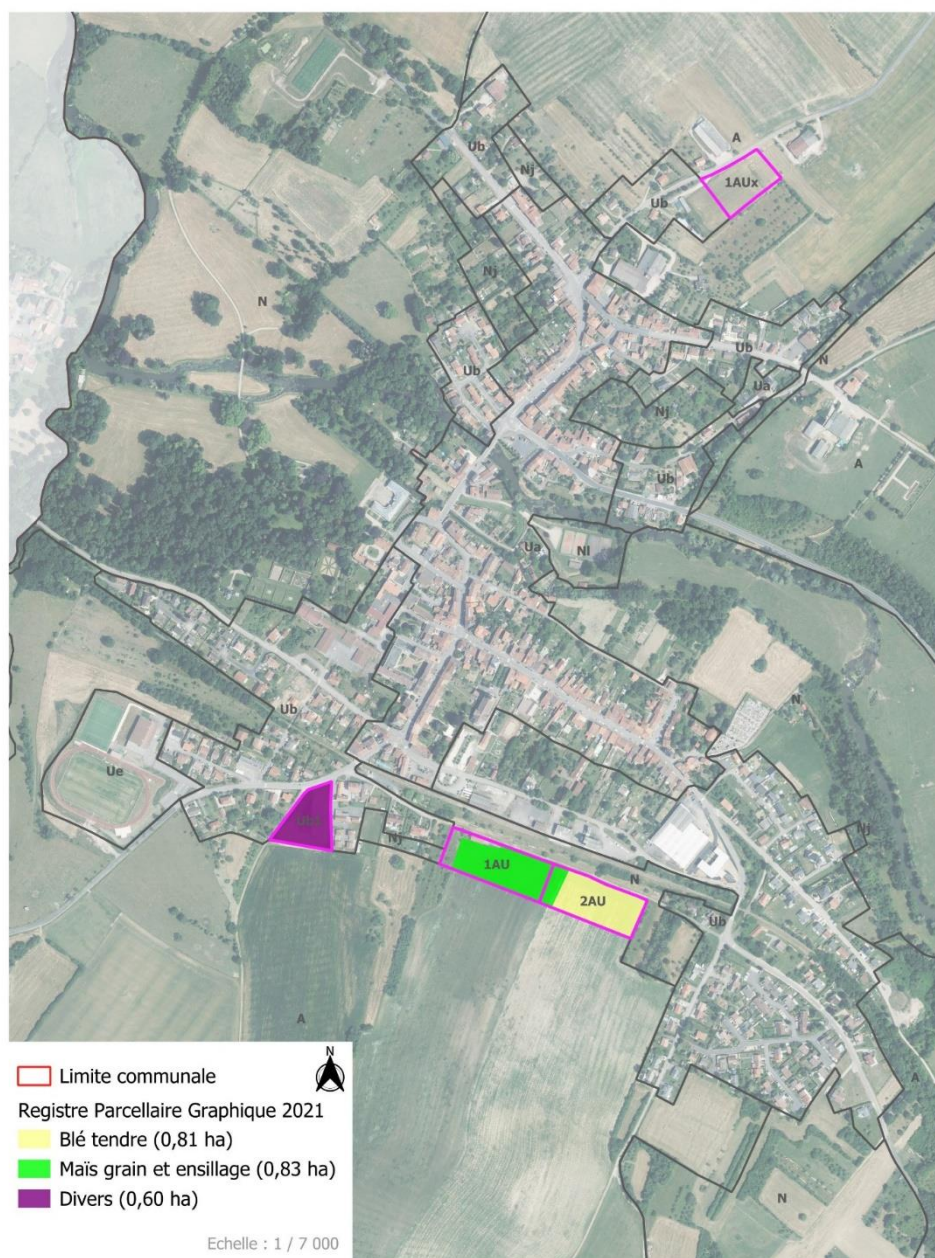 A
Ub
Nj
1AUx
Ub
Nj
N
Ub
Ub
N
Ua
Nj
A
Ub
Ua
Nl
N
Ub
Ue
Nj
Nj
1AU
N
2AU
Ub
A
A
N
Limite communale
N
Registre Parcellaire Graphique 2021
Blé tendre (0,81 ha)
Maïs grain et ensillage (0,83 ha)
Divers (0,60 ha)
Echelle : 1 / 7 000